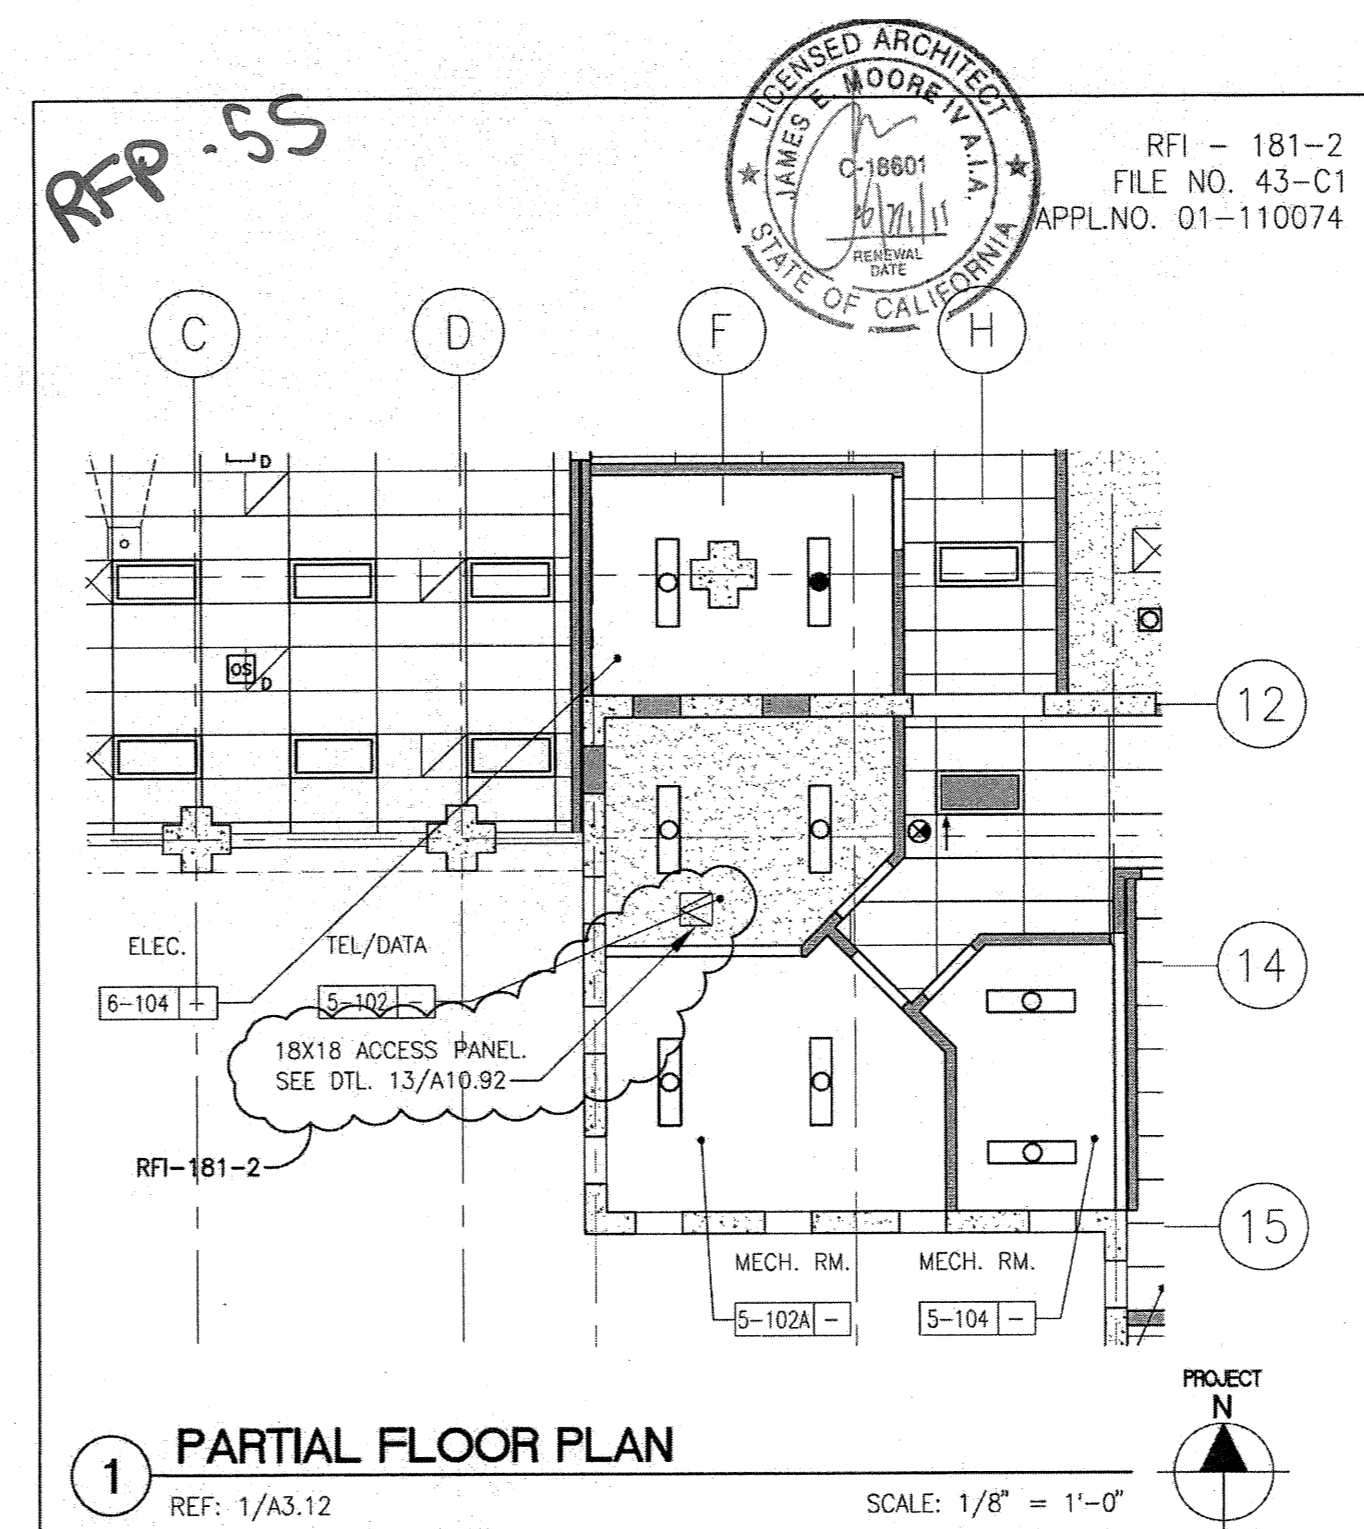 RFP-55
LICENSED ARCHITECT
JAMES E. MOORE IV A.I.A.
C-18601
RENEWAL
DATE
STATE OF CALIFORNIA
RFI - 181-2
FILE NO. 43-C1
APPL.NO. 01-110074
C
D
F
H
D
OS
D
12
14
15
ELEC.
6-104 -
TEL/DATA
5-102 -
18X18 ACCESS PANEL.
SEE DTL. 13/A10.92
RFI-181-2
MECH. RM.
5-102A -
MECH. RM.
5-104 -
PROJECT
N
1
PARTIAL FLOOR PLAN
REF: 1/A3.12
SCALE: 1/8" = 1'-0"